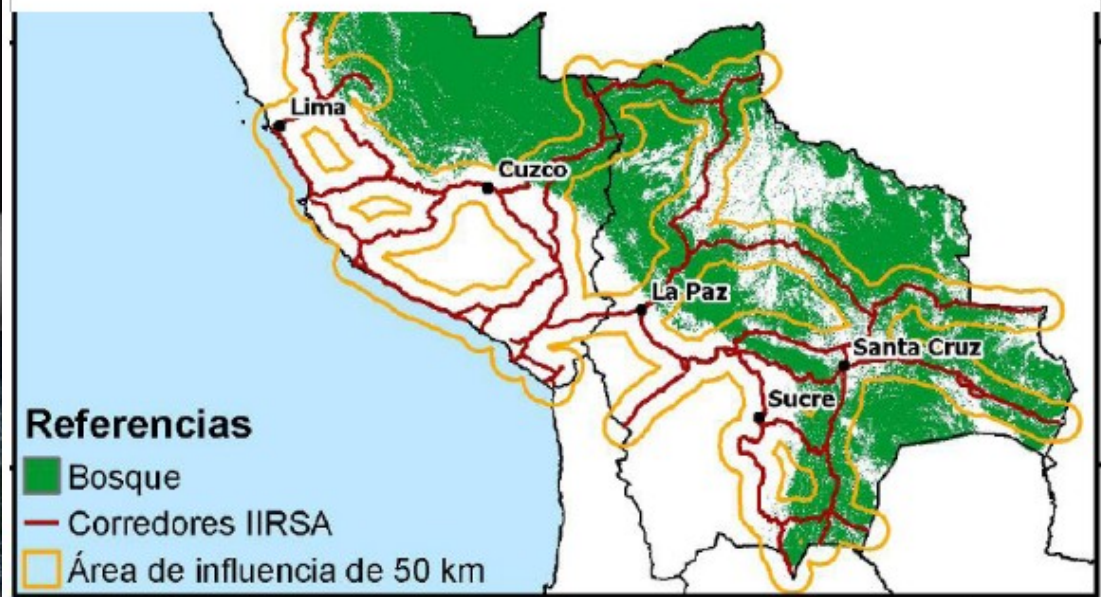 Lima
Cuzco
La Paz
Santa Cruz
Sucre
Referencias
Bosque
Corredores IIRSA
Área de influencia de 50 km